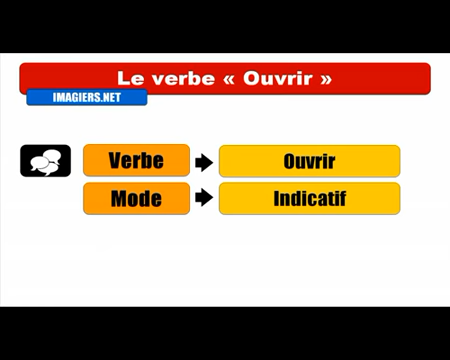 Le verbe « Ouvrir »
IMAGIERS.NET
Verbe Ouvrir
Mode Indicatif